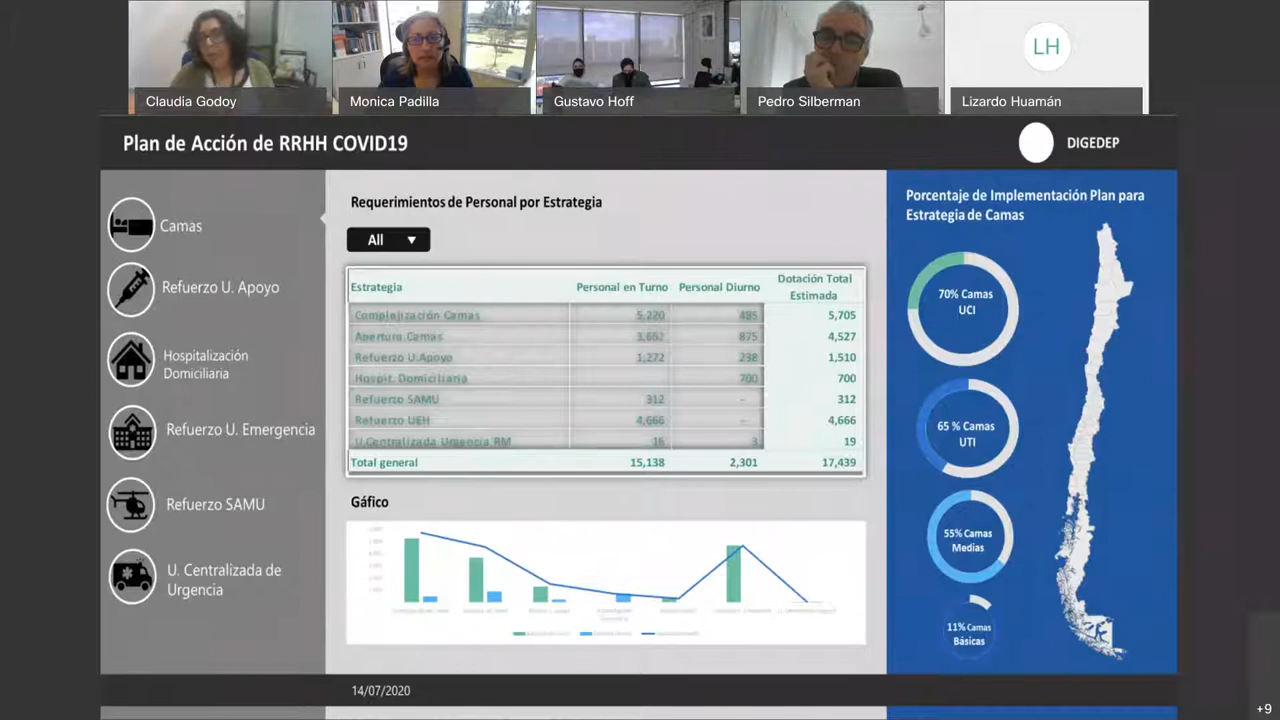 Claudia Godoy
Monica Padilla
Gustavo Hoff
Pedro Silberman
LH
Lizardo Huamán
Plan de Acción de RRHH COVID19
DIGEDEP
Camas
Refuerzo U. Apoyo
Hospitalización
Domiciliaria
Refuerzo U. Emergencia
Refuerzo SAMU
U. Centralizada de
Urgencia
Requerimientos de Personal por Estrategia
All
Estrategia Personal en Turno Personal Diurno Dotación Total
Estimada
Complejización Camas 5,220 485 5,705
Apertura Camas 3,652 875 4,527
Refuerzo U.Apoyo 1,272 238 1,510
Hospit. Domiciliaria 700 700
Refuerzo SAMU 312 - 312
Refuerzo UEH 4,666 - 4,666
U.Centralizada Urgencia RM 16 3 19
Total general 15,138 2,301 17,439
Gáfico
Porcentaje de Implementación Plan para
Estrategia de Camas
70% Camas
UCI
65 % Camas
UTI
55% Camas
Medias
11% Camas
Básicas
14/07/2020
+9